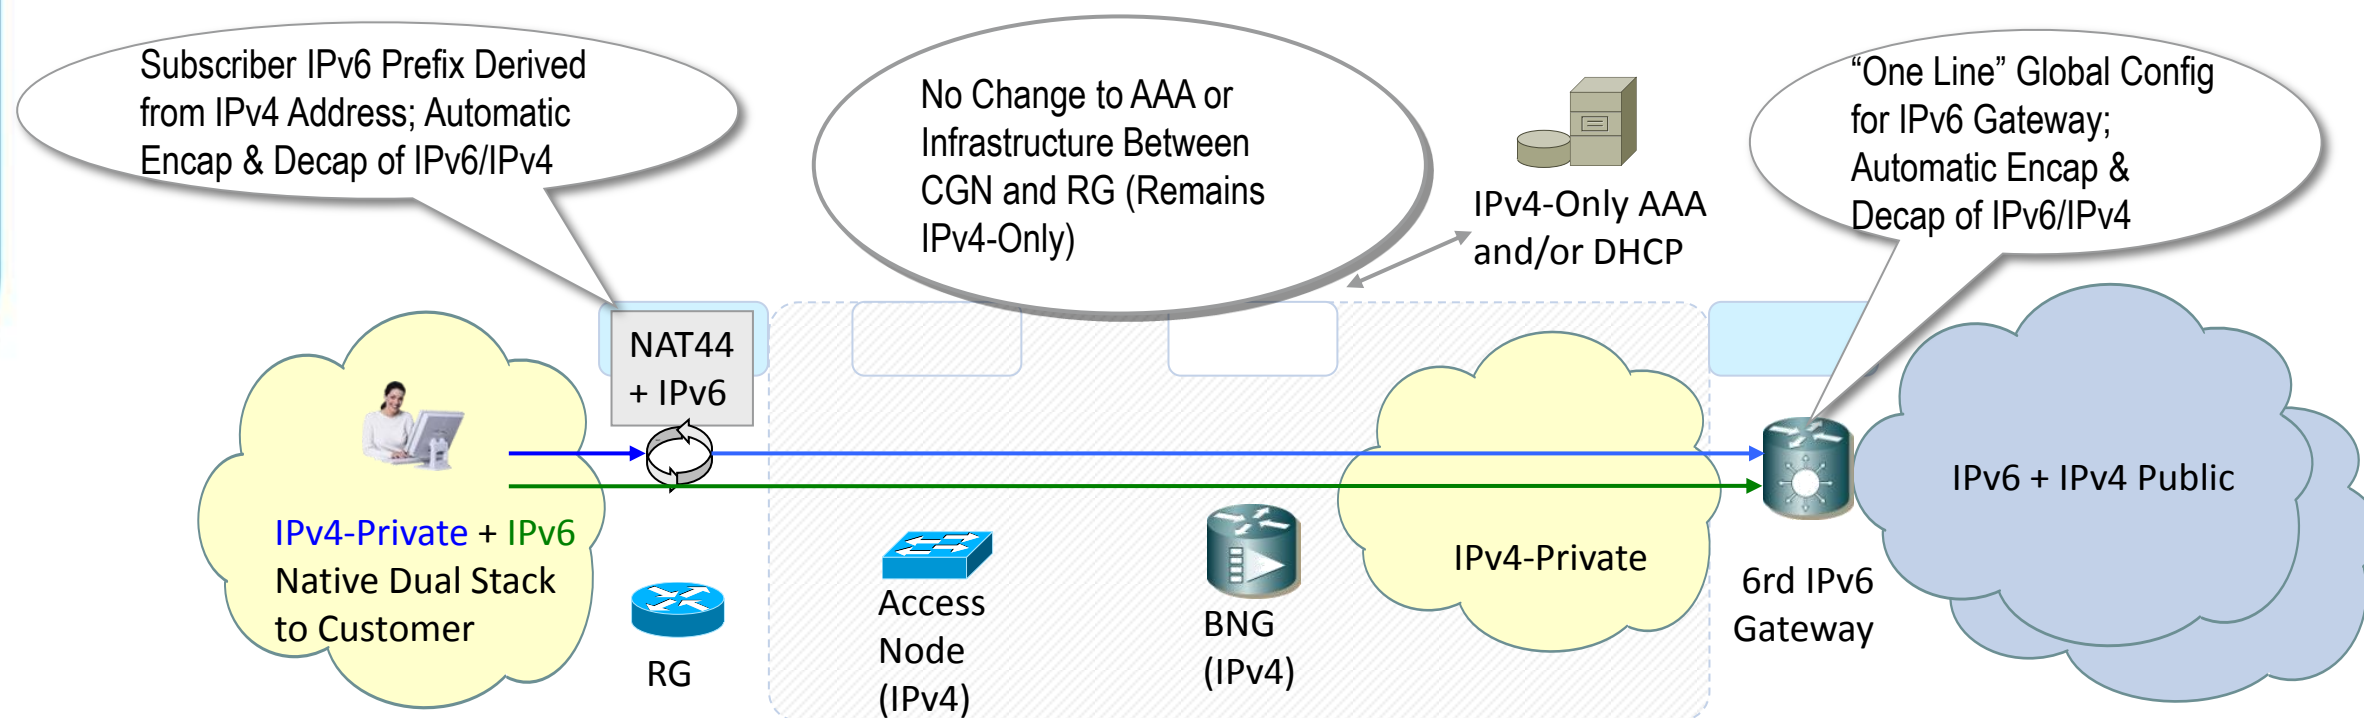 Subscriber IPv6 Prefix Derived
from IPv4 Address; Automatic
Encap & Decap of IPv6/IPv4
No Change to AAA or
Infrastructure Between
CGN and RG (Remains
IPv4-Only)
IPv4-Only AAA
and/or DHCP
“One Line” Global Config
for IPv6 Gateway;
Automatic Encap &
Decap of IPv6/IPv4
NAT44
+ IPv6
IPv4-Private + IPv6
Native Dual Stack
to Customer
RG
Access
Node
(IPv4)
BNG
(IPv4)
IPv4-Private
6rd IPv6
Gateway
IPv6 + IPv4 Public